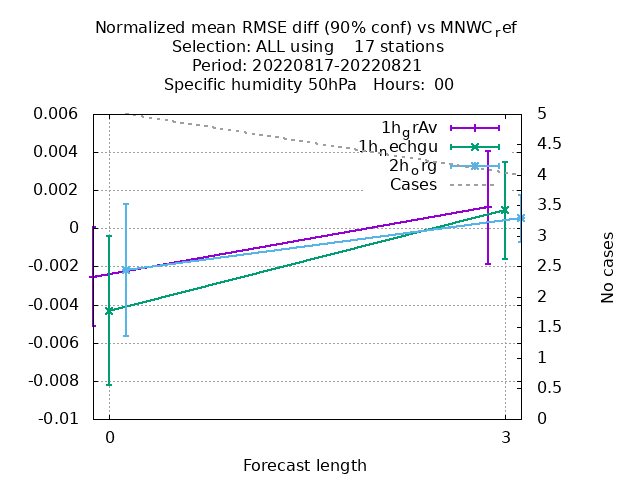 Normalized mean RMSE diff (90% conf) vs MNWC_ref
Selection: ALL using    17 stations
Period: 20220817-20220821
Specific humidity 50hPa   Hours:  00
1h_grAv
1h_nechgu
2h_org
Cases
0.006
0.004
0.002
0
-0.002
-0.004
-0.006
-0.008
-0.01
5
4.5
4
3.5
3
2.5
2
1.5
1
0.5
0
No cases
0
3
Forecast length